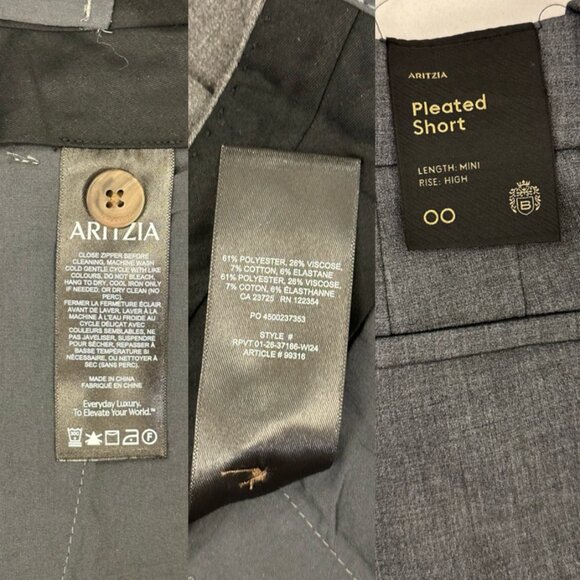 ARITZIA
CLOSE ZIPPER BEFORE
CLEANING, MACHINE WASH
COLD GENTLE CYCLE WITH LIKE
COLOURS, DO NOT BLEACH,
HANG TO DRY, COOL IRON ONLY
IF NEEDED, OR DRY CLEAN (NO
PERC).
FERMER LA FERMETURE ÉCLAIR
AVANT DE LAVER, LAVER À LA
MACHINE À L'EAU FROIDE AU
CYCLE DÉLICAT AVEC
COULEURS SEMBLABLES, NE
PAS JAVELISER, SUSPENDRE
POUR SÉCHER, REPASSER À
BASSE TEMPÉRATURE SI
NÉCESSAIRE, OU NETTOYER À
SEC (SANS PERC).
MADE IN CHINA
FABRIQUÉ EN CHINE
Everyday Luxury.
To Elevate Your World.™
61% POLYESTER, 26% VISCOSE,
7% COTTON, 6% ELASTANE
61% POLYESTER, 26% VISCOSE,
7% COTON, 6% ÉLASTHANNE
CA 23725 RN 122354
PO 4500237353
STYLE #
RPVT 01-26-37186-WI24
ARTICLE # 99316
ARITZIA
Pleated
Short
LENGTH: MINI
RISE: HIGH
00
B